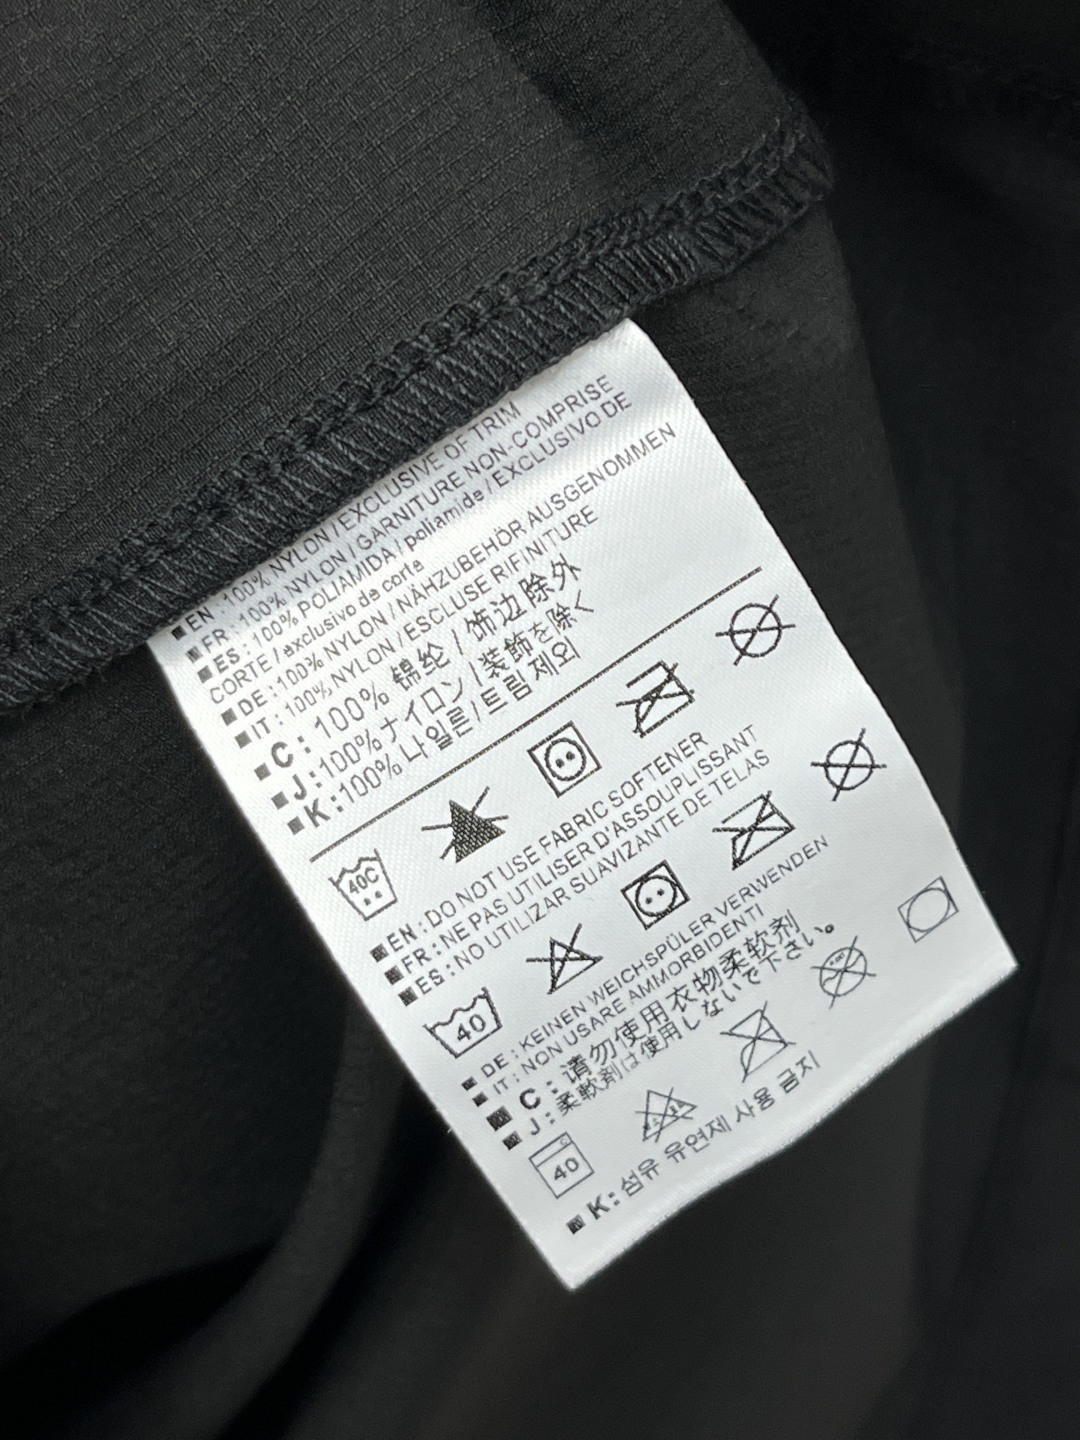 ■EN : 100% NYLON / EXCLUSIVE OF TRIM
■FR : 100% NYLON / GARNITURE NON-COMPRISE
■ES : 100% POLIAMIDA / poliamide / EXCLUSIVO DE
CORTE / exclusivo de corte
■DE : 100% NYLON / NÄHZUBEHÖR AUSGENOMMEN
■IT : 100% NYLON / ESCLUSE RIFINITURE
■C : 100% 锦纶 / 饰边除外
■J : 100% ナイロン / 装飾を除く
■K : 100% 나일론 / 트림 제외
40C
■EN : DO NOT USE FABRIC SOFTENER
■FR : NE PAS UTILISER D'ASSOUPLISSANT
■ES : NO UTILIZAR SUAVIZANTE DE TELAS
40
■DE : KEINEN WEICHSPÜLER VERWENDEN
■IT : NON USARE AMMORBIDENTI
■C : 请勿使用衣物柔软剂
■J : 柔軟剤は使用しないで下さい。
40
■K : 섬유 유연제 사용 금지